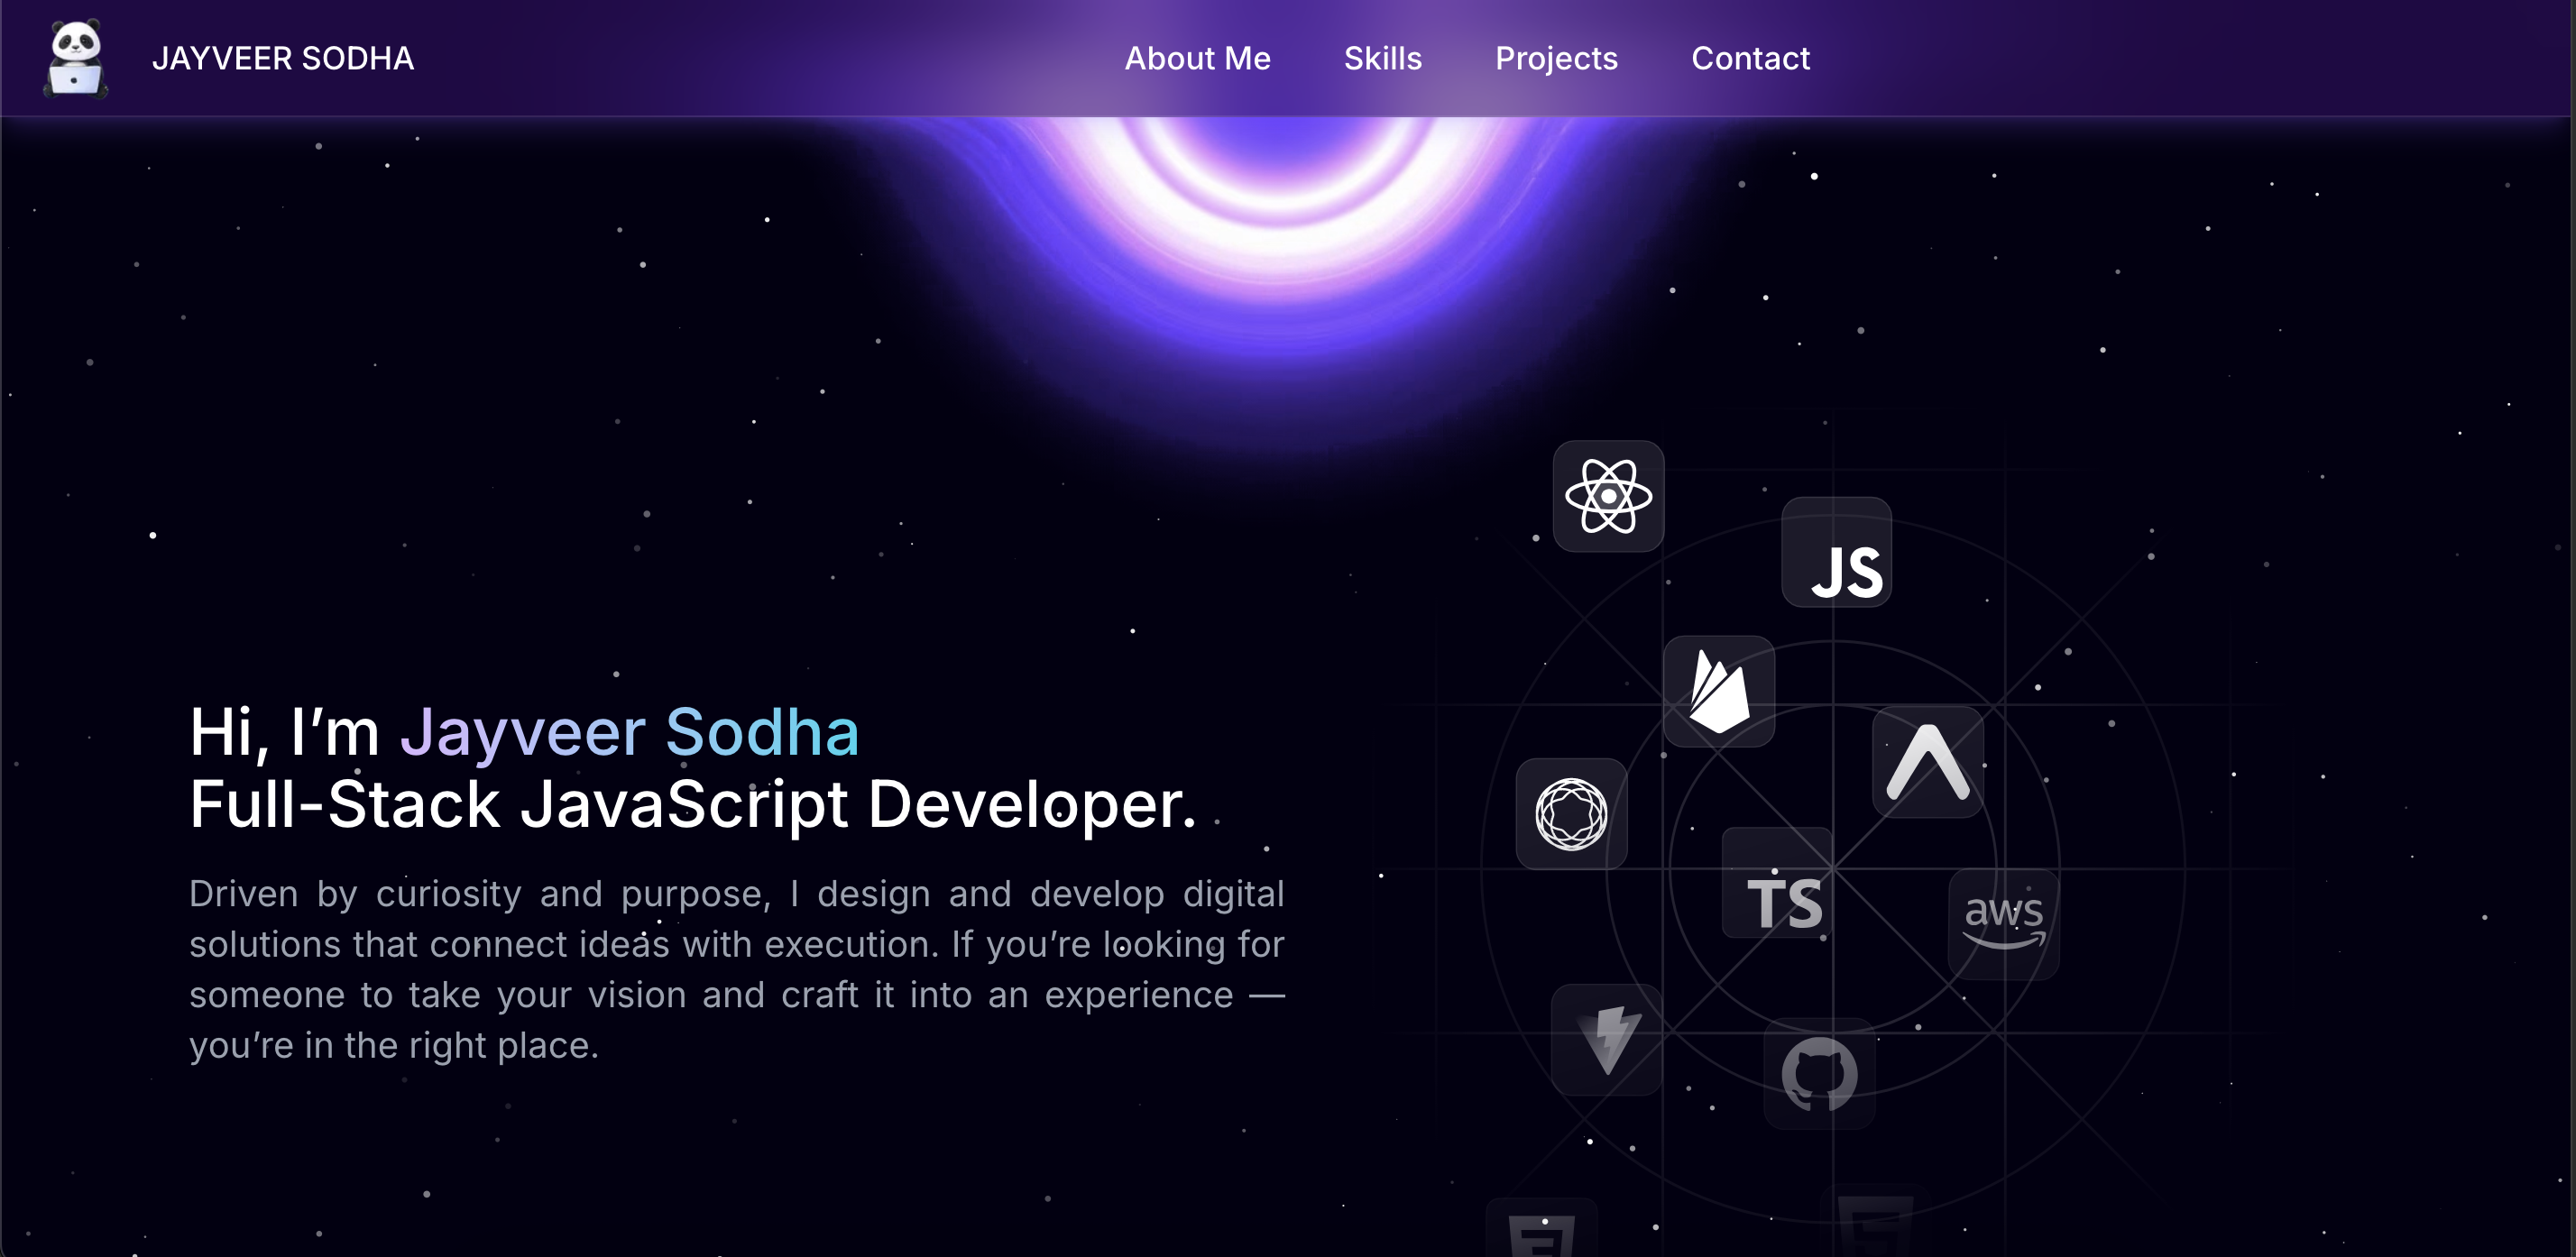 JAYVEER SODHA
About Me
Skills
Projects
Contact
JS
Hi, I’m Jayveer Sodha
Full-Stack JavaScript Developer.
Driven by curiosity and purpose, I design and develop digital
solutions that connect ideas with execution. If you’re looking for
someone to take your vision and craft it into an experience —
you’re in the right place.
TS
aws